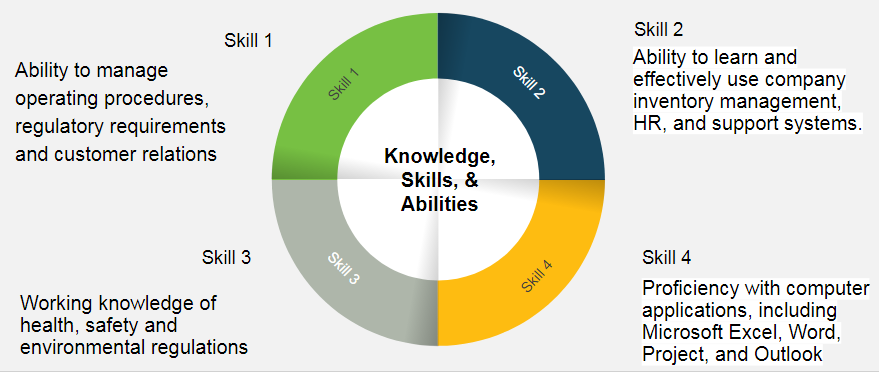 Skill 1
Ability to manage
operating procedures,
regulatory requirements
and customer relations
Skill 1
Skill 2
Skill 2
Ability to learn and
effectively use company
inventory management,
HR, and support systems.
Knowledge,
Skills, &
Abilities
Skill 3
Working knowledge of
health, safety and
environmental regulations
Skill 3
Skill 4
Skill 4
Proficiency with computer
applications, including
Microsoft Excel, Word,
Project, and Outlook